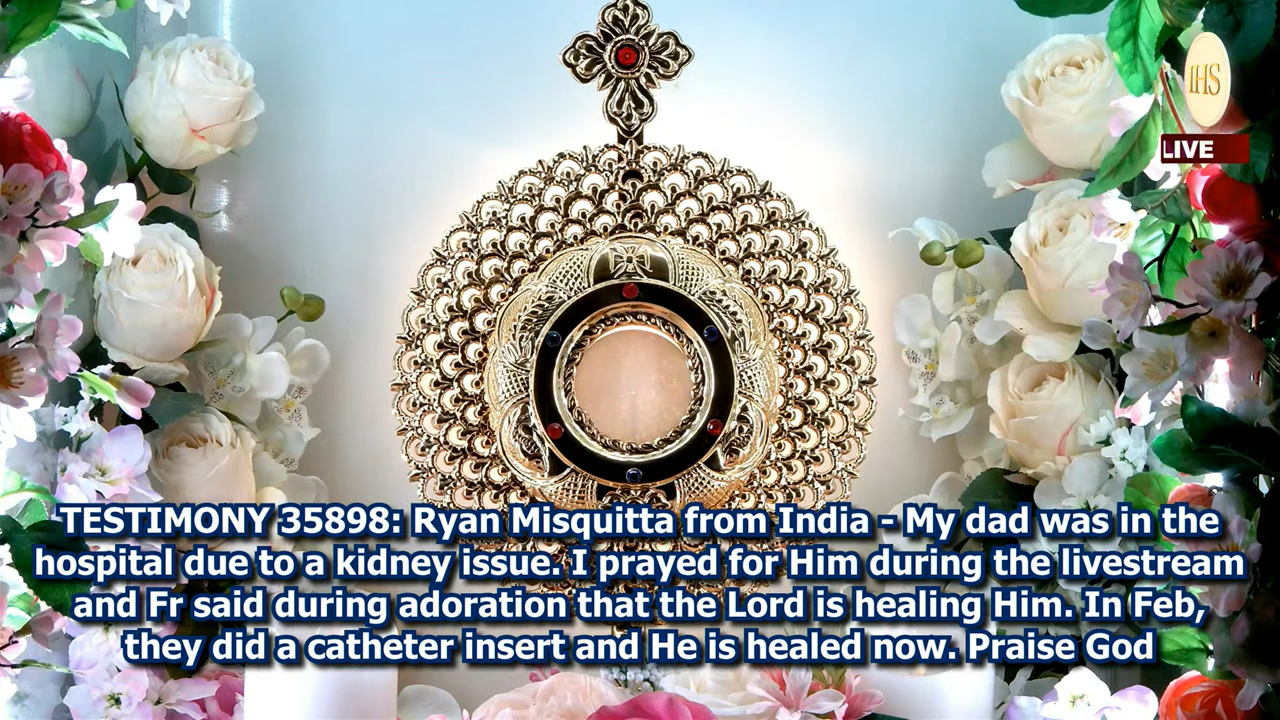 IHS
LIVE
TESTIMONY 35898: Ryan Misquitta from India - My dad was in the
hospital due to a kidney issue. I prayed for Him during the livestream
and Fr said during adoration that the Lord is healing Him. In Feb,
they did a catheter insert and He is healed now. Praise God